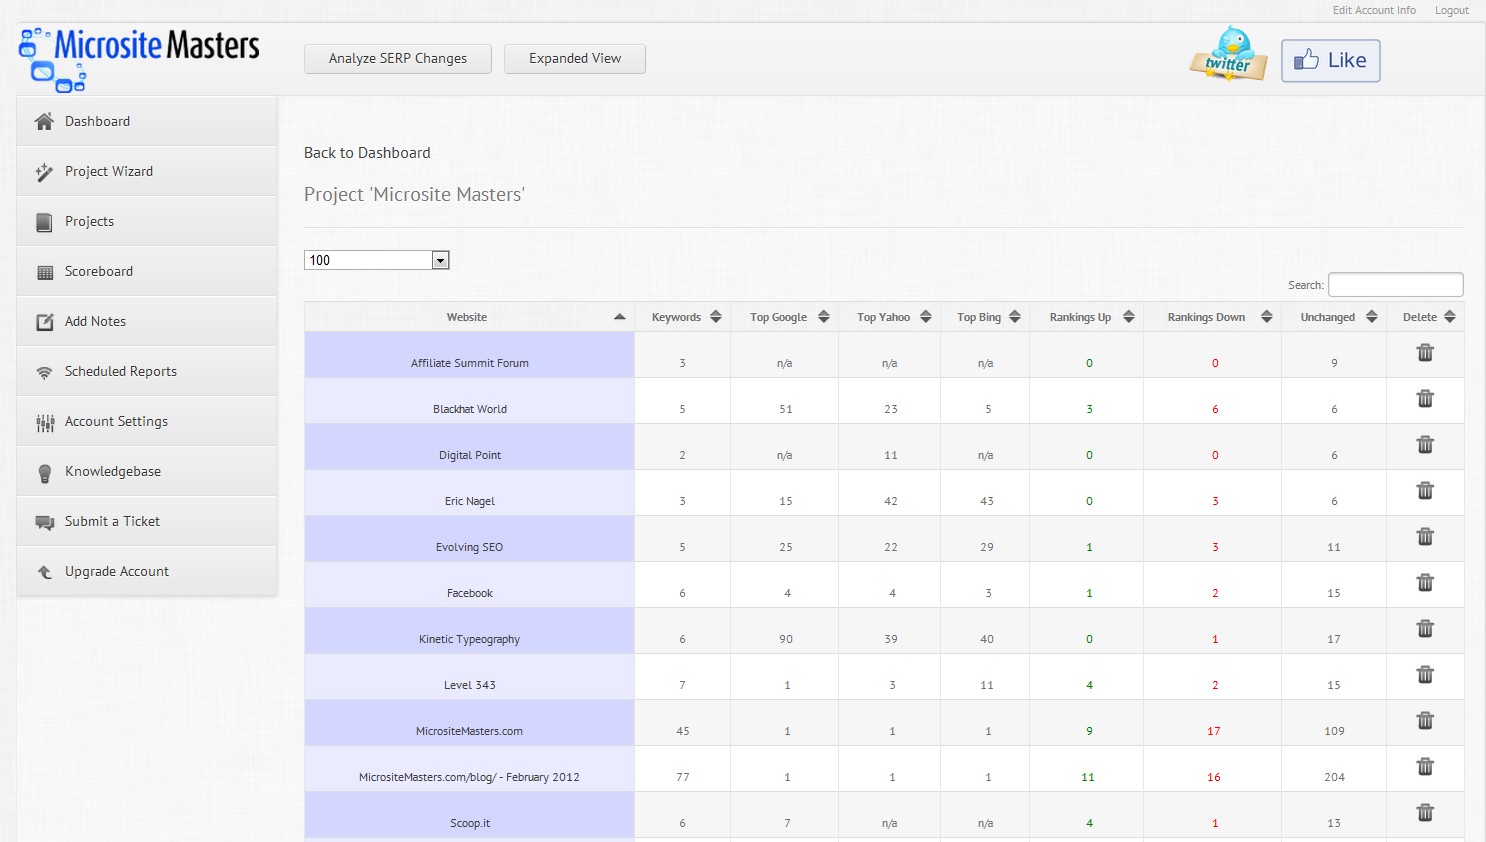 Edit Account Info Logout
Microsite Masters
Analyze SERP Changes Expanded View
twitter Like
Dashboard
Project Wizard
Projects
Scoreboard
Add Notes
Scheduled Reports
Account Settings
Knowledgebase
Submit a Ticket
Upgrade Account
Back to Dashboard
Project 'Microsite Masters'
100
Search:
Website Keywords Top Google Top Yahoo Top Bing Rankings Up Rankings Down Unchanged Delete
Affiliate Summit Forum 3 n/a n/a n/a 0 0 9
Blackhat World 5 51 23 5 3 6 6
Digital Point 2 n/a 11 n/a 0 0 6
Eric Nagel 3 15 42 43 0 3 6
Evolving SEO 5 25 22 29 1 3 11
Facebook 6 4 4 3 1 2 15
Kinetic Typeography 6 90 39 40 0 1 17
Level 343 7 1 3 11 4 2 15
MicrositeMasters.com 45 1 1 1 9 17 109
MicrositeMasters.com/blog/ - February 2012 77 1 1 1 11 16 204
Scoop.it 6 7 n/a n/a 4 1 13